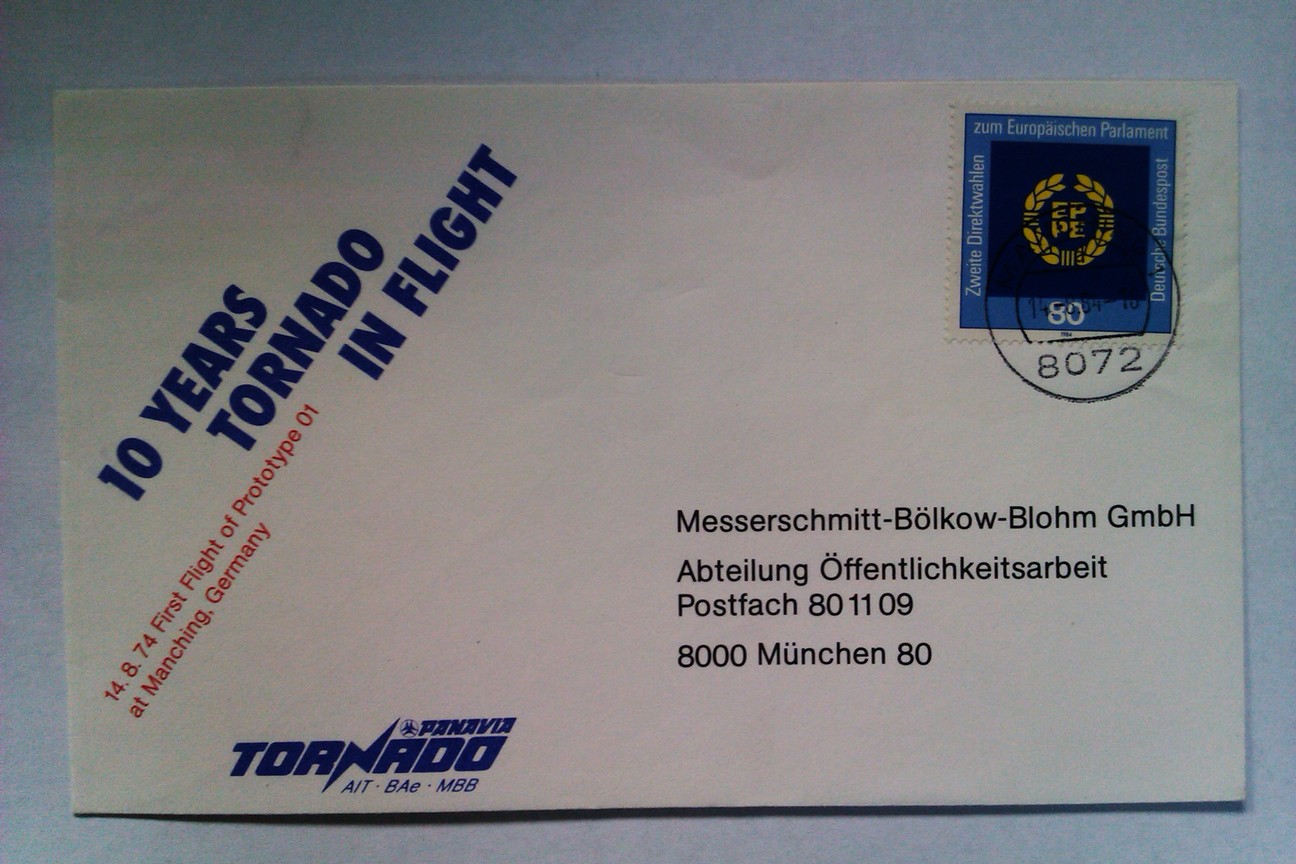 10 YEARS
TORNADO
IN FLIGHT
14. 8. 74 First Flight of Prototype 01
at Manching, Germany
PANAVIA
TORNADO
AIT · BAe · MBB
zum Europäischen Parlament
Zweite Direktwahlen
Deutsche Bundespost
EP
PE
80
1984
8072
Messerschmitt-Bölkow-Blohm GmbH
Abteilung Öffentlichkeitsarbeit
Postfach 80 11 09
8000 München 80